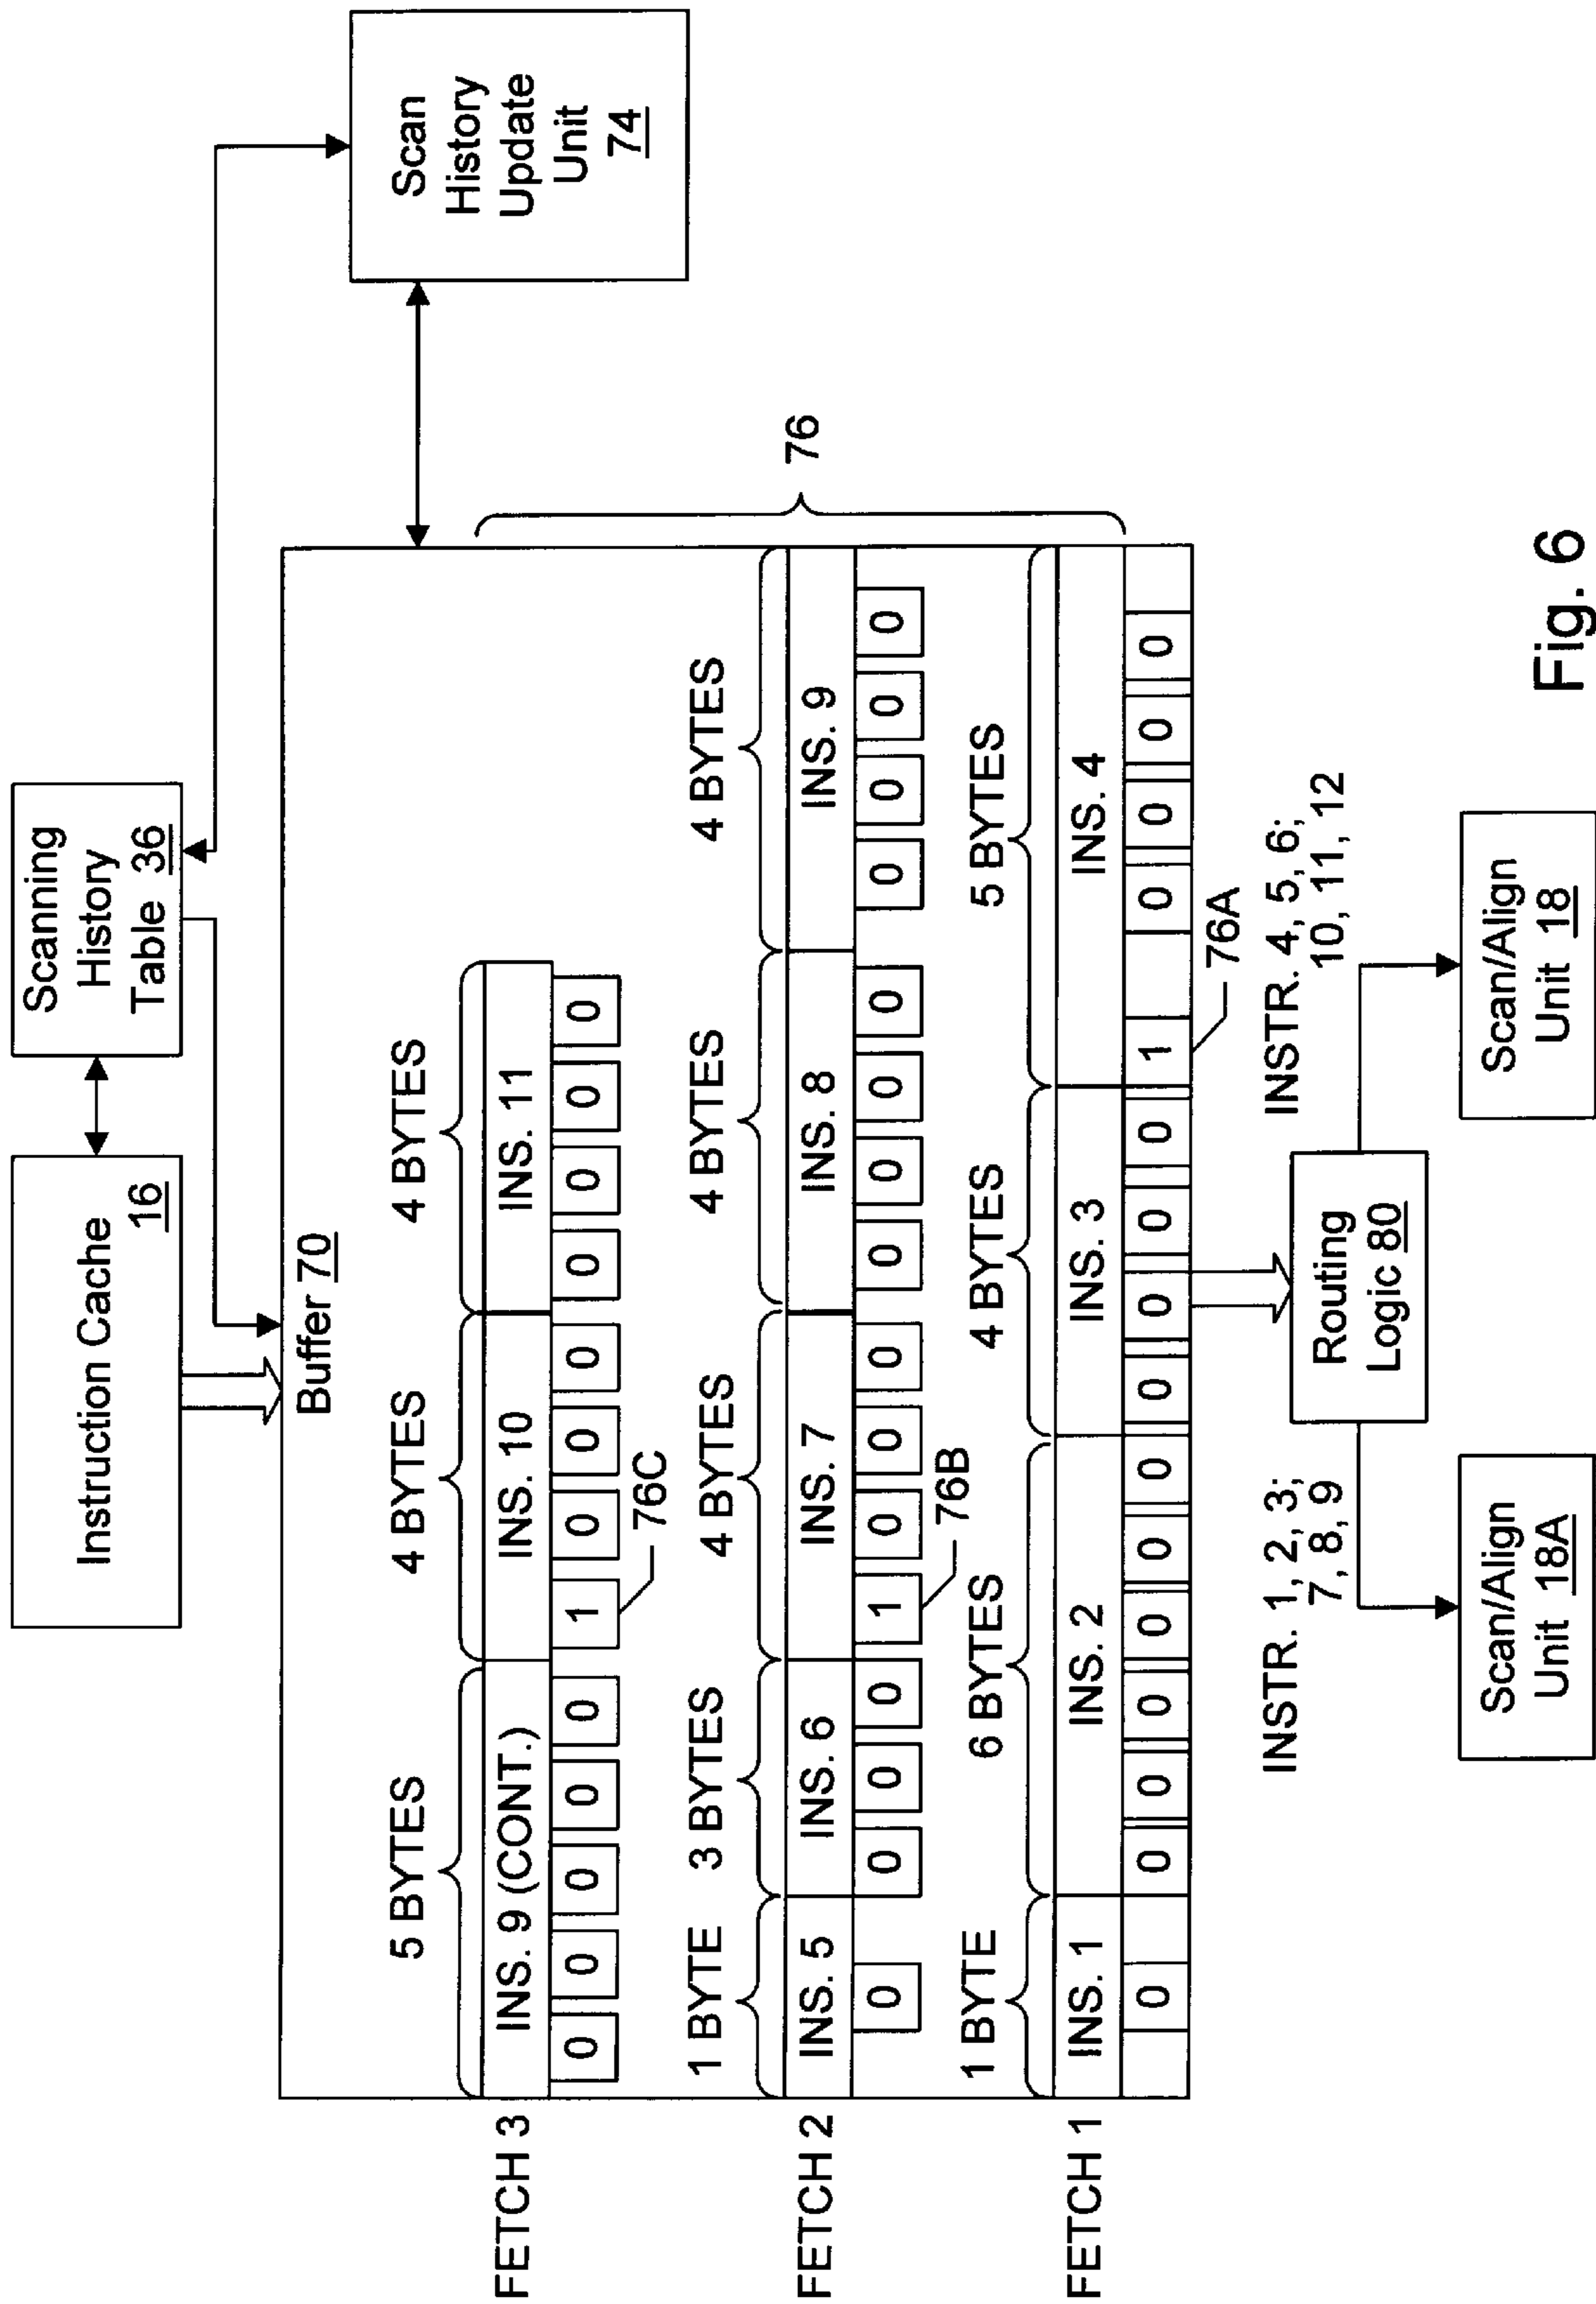 Instruction Cache
16
Scanning
History
Table 36
Scan
History
Update
Unit
74
Buffer 70
FETCH 3
5 BYTES
4 BYTES
4 BYTES
INS. 9 (CONT.)
INS. 10
INS. 11
0 0 0 0 0 1 0 0 0 0 0 0 0
76C
76
FETCH 2
1 BYTE
3 BYTES
4 BYTES
4 BYTES
4 BYTES
INS. 5
INS. 6
INS. 7
INS. 8
INS. 9
0 0 0 0 1 0 0 0 0 0 0 0 0 0 0 0
76B
FETCH 1
1 BYTE
6 BYTES
4 BYTES
5 BYTES
INS. 1
INS. 2
INS. 3
INS. 4
0 0 0 0 0 0 0 0 0 0 0 1 0 0 0 0
76A
INSTR. 1, 2, 3;
7, 8, 9
Routing
Logic 80
INSTR. 4, 5, 6;
10, 11, 12
Scan/Align
Unit 18A
Scan/Align
Unit 18
Fig. 6